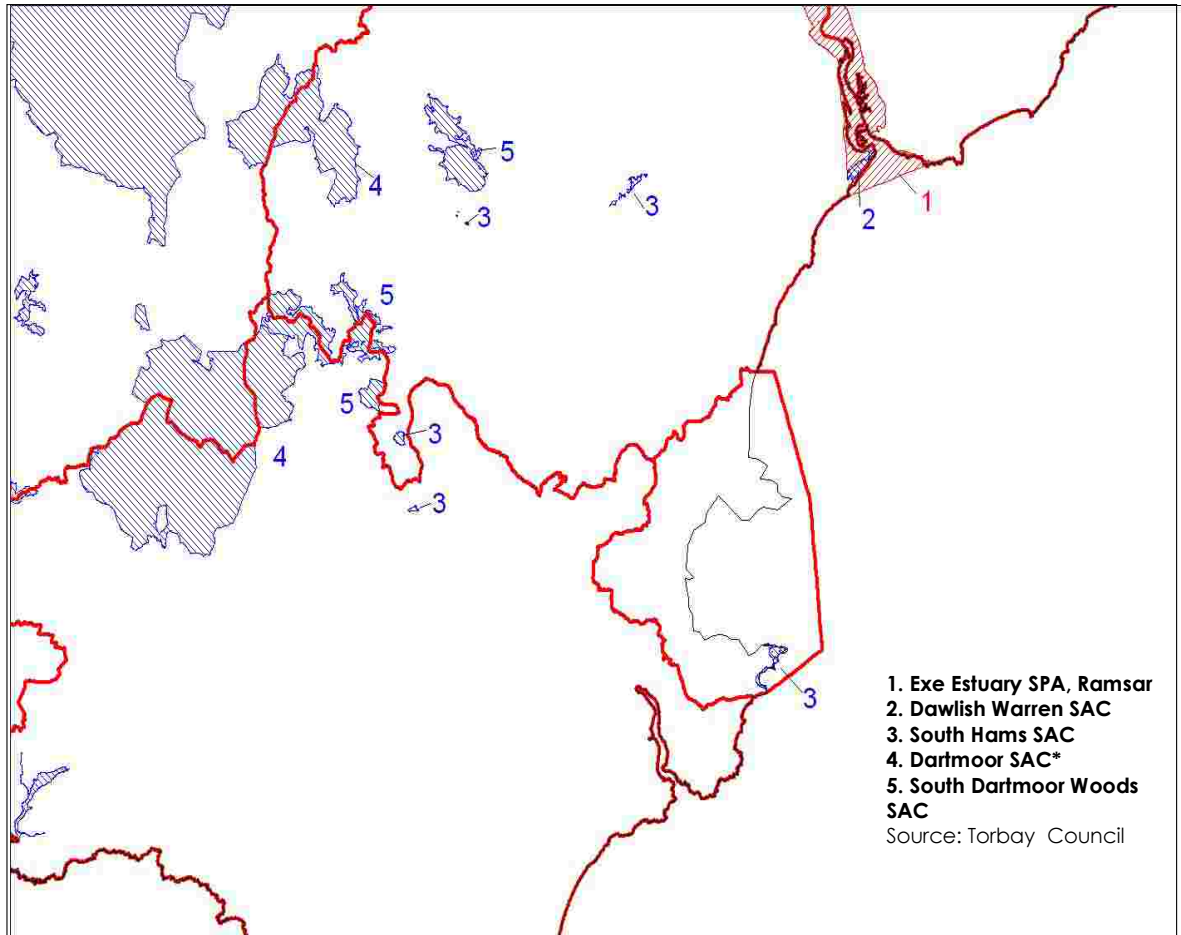 5
4
3
3
2
1
5
5
3
4
3
3
1. Exe Estuary SPA, Ramsar
2. Dawlish Warren SAC
3. South Hams SAC
4. Dartmoor SAC*
5. South Dartmoor Woods
SAC
Source: Torbay Council